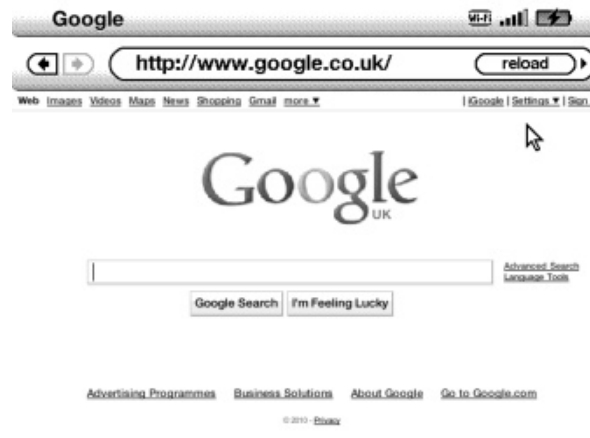 Google Wi-Fi
http://www.google.co.uk/ reload
Web Images Videos Maps News Shopping Gmail more ▼ | iGoogle | Settings ▼ | Sign
Google
UK
Advanced Search
Language Tools
Google Search I'm Feeling Lucky
Advertising Programmes Business Solutions About Google Go to Google.com
© 2010 - Privacy